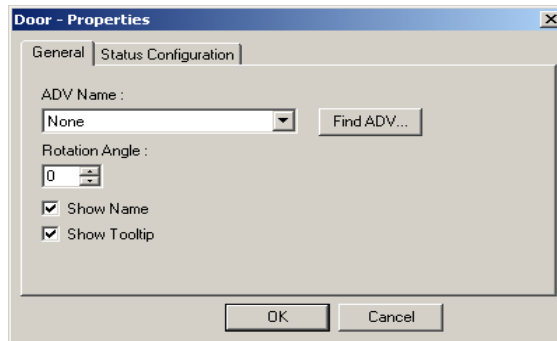 Door - Properties
General Status Configuration
ADV Name :
None Find ADV...
Rotation Angle :
0
Show Name
Show Tooltip
OK Cancel